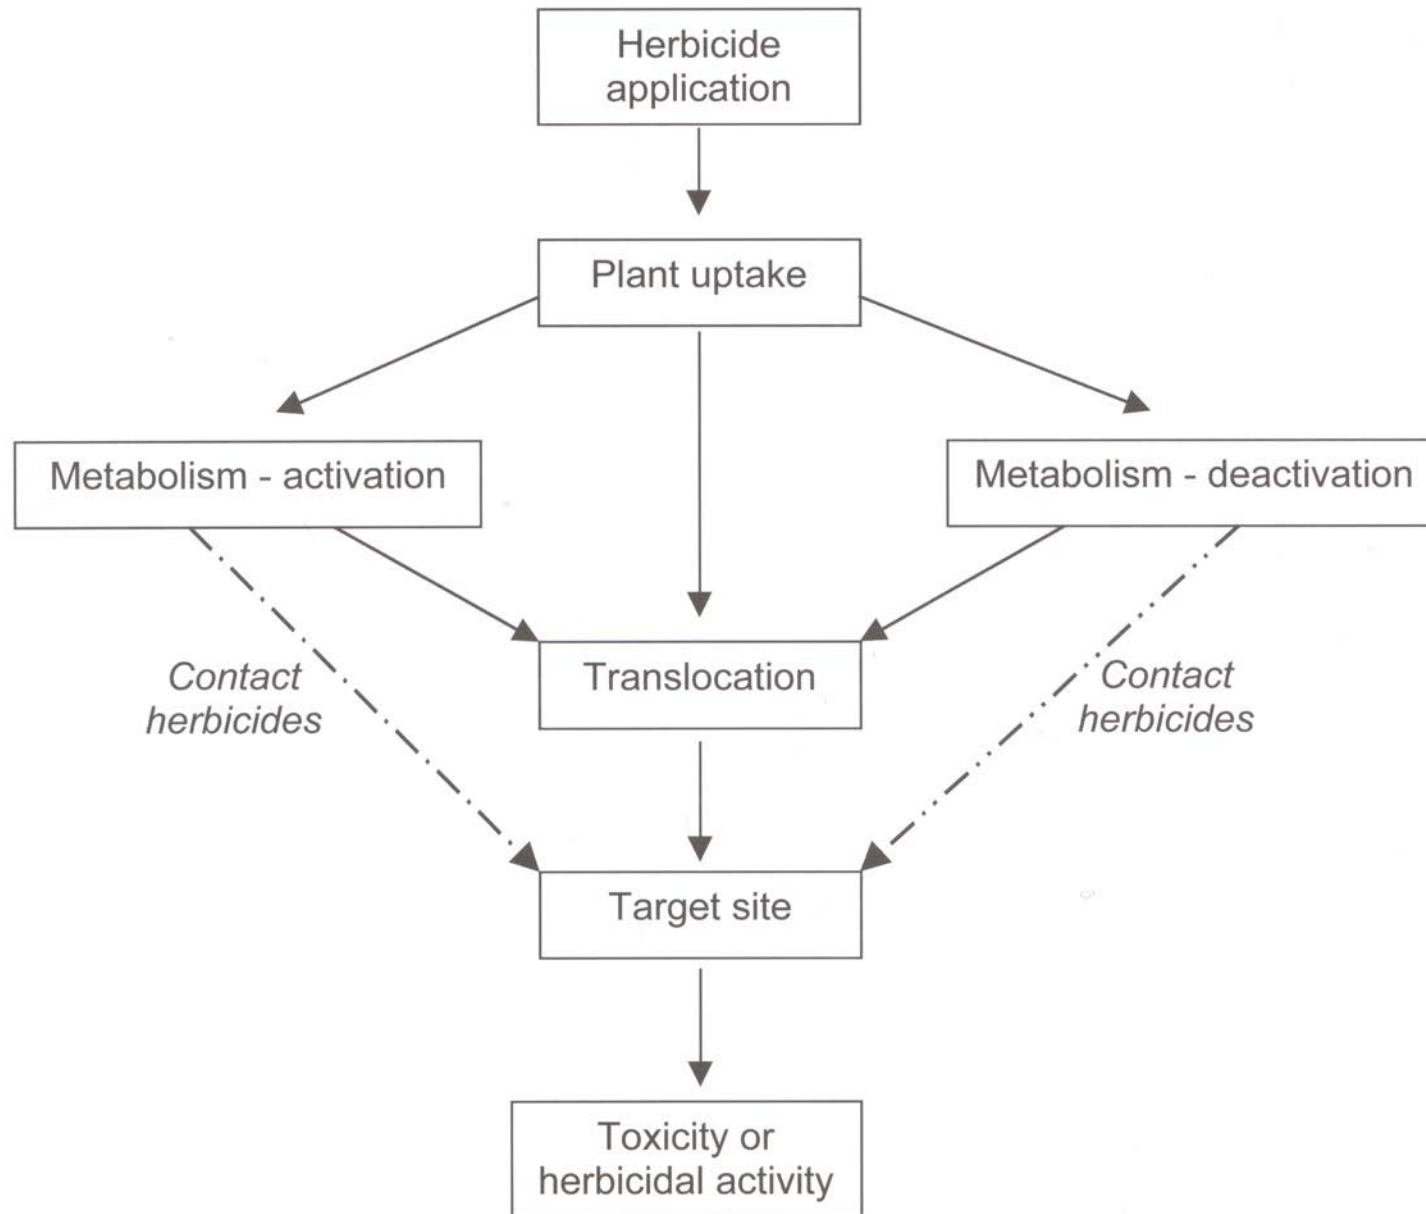 Herbicide
application
Plant uptake
Metabolism - activation
Metabolism - deactivation
Contact
herbicides
Translocation
Contact
herbicides
Target site
Toxicity or
herbicidal activity